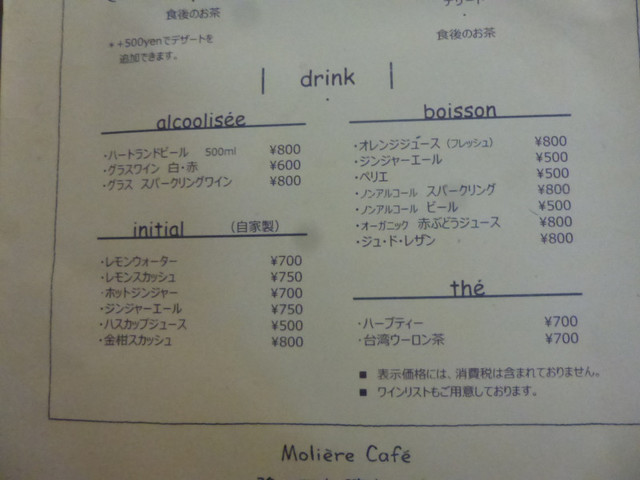 食後のお茶
* +500yenでデザートを
追加できます。
デザート
・
食後のお茶
drink
alcoolisée
・ハートランドビール 500ml ¥800
・グラスワイン 白・赤 ¥600
・グラス スパークリングワイン ¥800
initial （自家製）
・レモンウォーター ¥700
・レモンスカッシュ ¥750
・ホットジンジャー ¥700
・ジンジャーエール ¥750
・ハスカップジュース ¥500
・金柑スカッシュ ¥800
boisson
・オレンジジュース（フレッシュ） ¥800
・ジンジャーエール ¥500
・ペリエ ¥500
・ノンアルコール スパークリング ¥800
・ノンアルコール ビール ¥500
・オーガニック 赤ぶどうジュース ¥800
・ジュ・ド・レザン ¥800
thé
・ハーブティー ¥700
・台湾ウーロン茶 ¥700
■ 表示価格には、消費税は含まれておりません。
■ ワインリストもご用意しております。
Molière Café